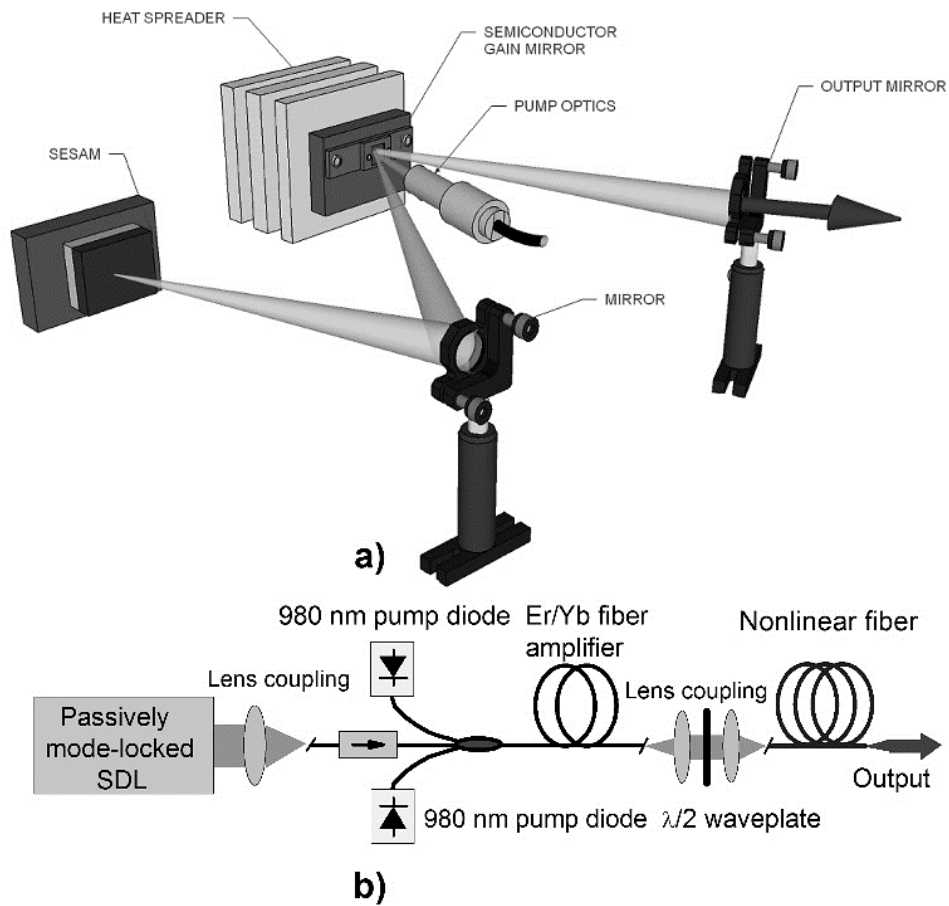 HEAT SPREADER
SEMICONDUCTOR
GAIN MIRROR
PUMP OPTICS
OUTPUT MIRROR
SESAM
MIRROR
a)
980 nm pump diode
Er/Yb fiber
amplifier
Nonlinear fiber
Lens coupling
Lens coupling
Passively
mode-locked
SDL
Output
980 nm pump diode
λ/2 waveplate
b)